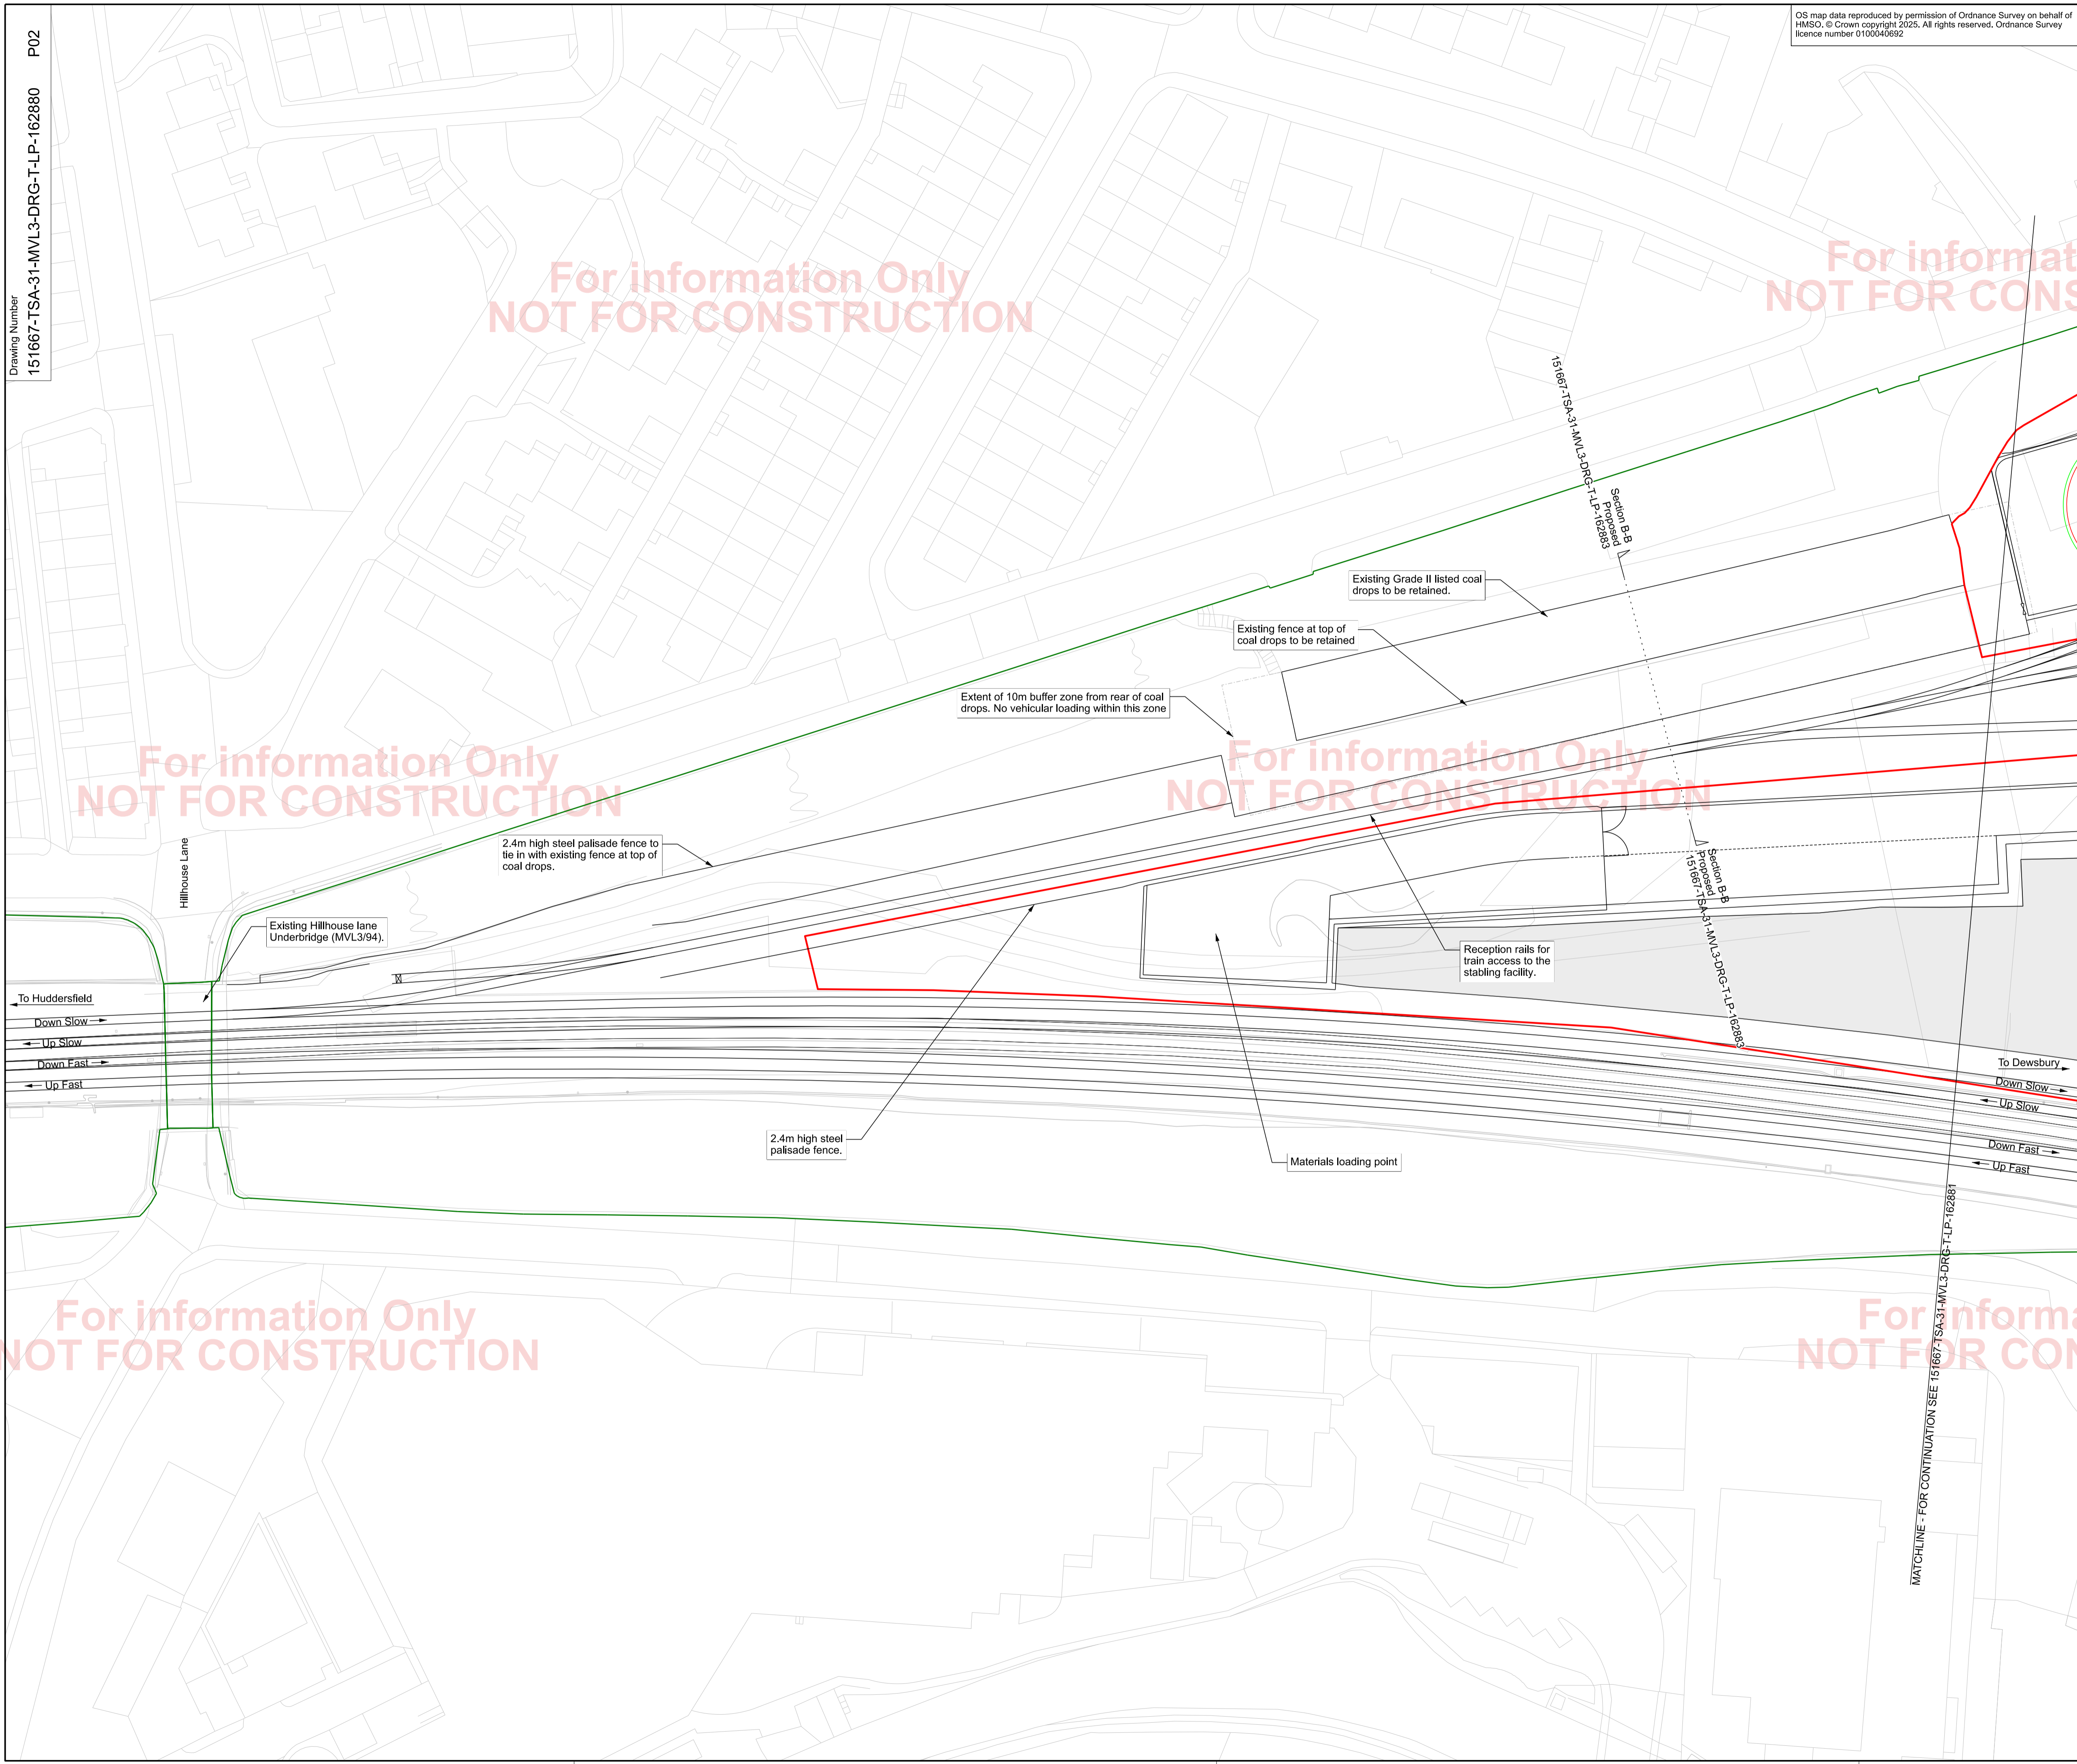 Drawing Number
151667-TSA-31-MVL3-DRG-T-LP-162880 P02
OS map data reproduced by permission of Ordnance Survey on behalf of
HMSO. © Crown copyright 2025. All rights reserved. Ordnance Survey
licence number 0100040692
For information Only
NOT FOR CONSTRUCTION
For informat
NOT FOR CONS
Section B-B
Proposed
151667-TSA-31-MVL3-DRG-T-LP-162883
Existing Grade II listed coal
drops to be retained.
Existing fence at top of
coal drops to be retained
Extent of 10m buffer zone from rear of coal
drops. No vehicular loading within this zone
For information Only
NOT FOR CONSTRUCTION
For information Only
NOT FOR CONSTRUCTION
Hillhouse Lane
2.4m high steel palisade fence to
tie in with existing fence at top of
coal drops.
Section B-B
Proposed
151667-TSA-31-MVL3-DRG-T-LP-162883
Existing Hillhouse lane
Underbridge (MVL3/94).
Reception rails for
train access to the
stabling facility.
To Huddersfield
Down Slow
Up Slow
Down Fast
Up Fast
To Dewsbury
Down Slow
Up Slow
Down Fast
Up Fast
2.4m high steel
palisade fence.
Materials loading point
MATCHLINE - FOR CONTINUATION SEE 151667-TSA-31-MVL3-DRG-T-LP-162881
For information Only
NOT FOR CONSTRUCTION
For informa
NOT FOR CON